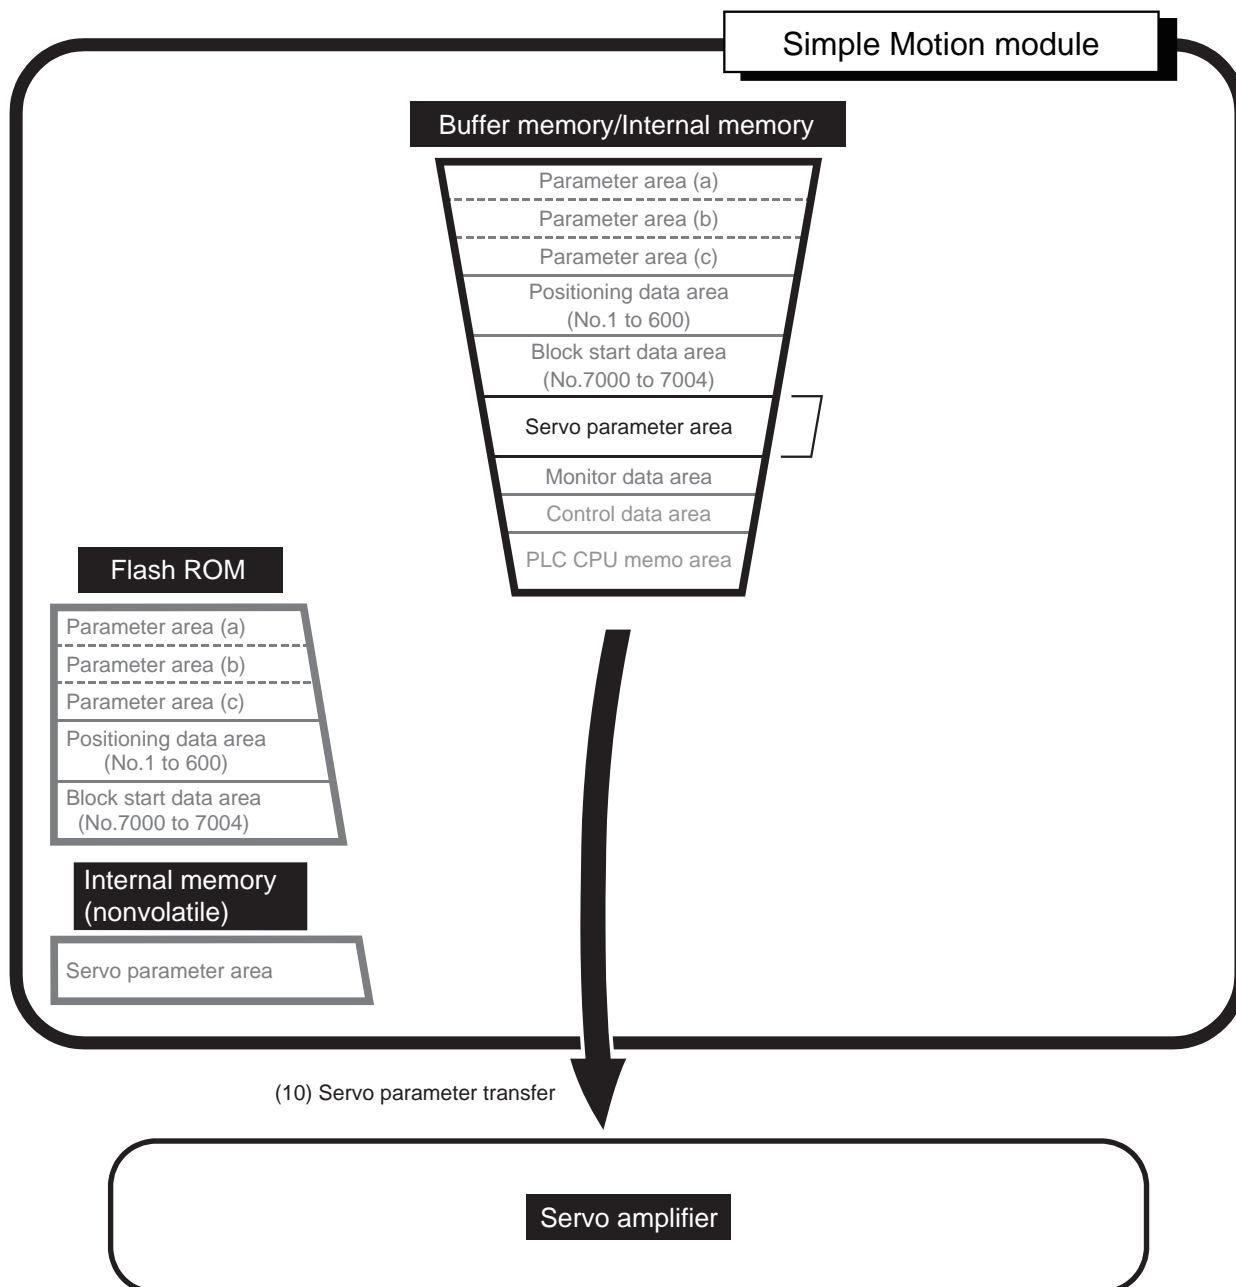 Simple Motion module
Buffer memory/Internal memory
Parameter area (a)
Parameter area (b)
Parameter area (c)
Positioning data area
(No.1 to 600)
Block start data area
(No.7000 to 7004)
Servo parameter area
Monitor data area
Control data area
PLC CPU memo area
Flash ROM
Parameter area (a)
Parameter area (b)
Parameter area (c)
Positioning data area
(No.1 to 600)
Block start data area
(No.7000 to 7004)
Internal memory
(nonvolatile)
Servo parameter area
(10) Servo parameter transfer
Servo amplifier